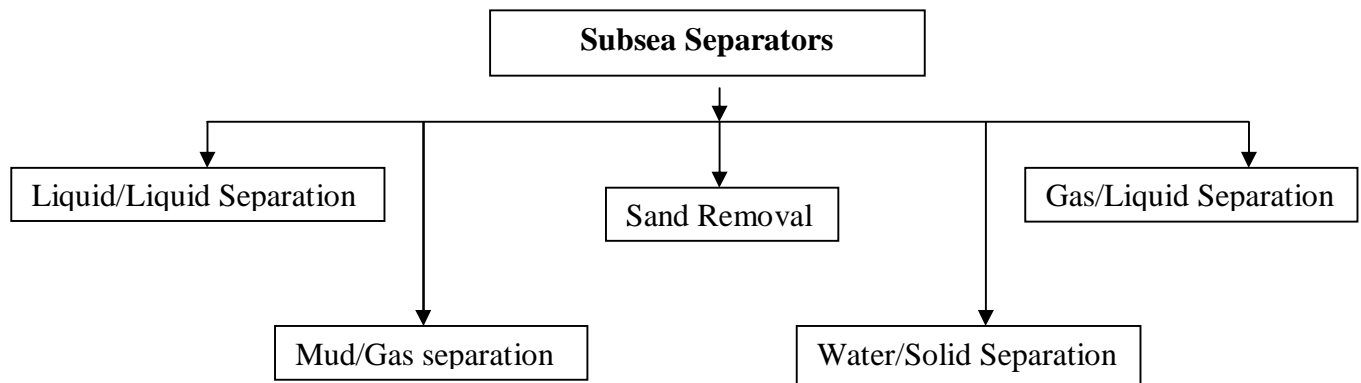 Subsea Separators
Liquid/Liquid Separation
Sand Removal
Gas/Liquid Separation
Mud/Gas separation
Water/Solid Separation